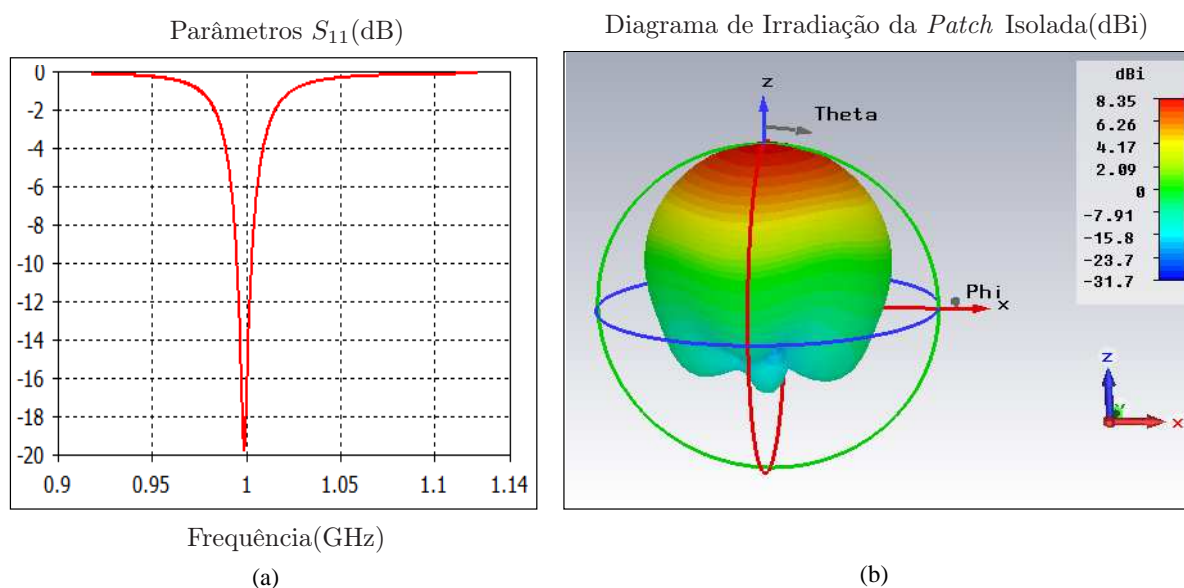 Parâmetros S11(dB)
0
-2
-4
-6
-8
-10
-12
-14
-16
-18
-20
0.9 0.95 1 1.05 1.1 1.14
Frequência(GHz)
(a)
Diagrama de Irradiação da Patch Isolada(dBi)
z
Theta
Phi
x
dBi
8.35
6.26
4.17
2.09
0
-7.91
-15.8
-23.7
-31.7
z
y
x
(b)